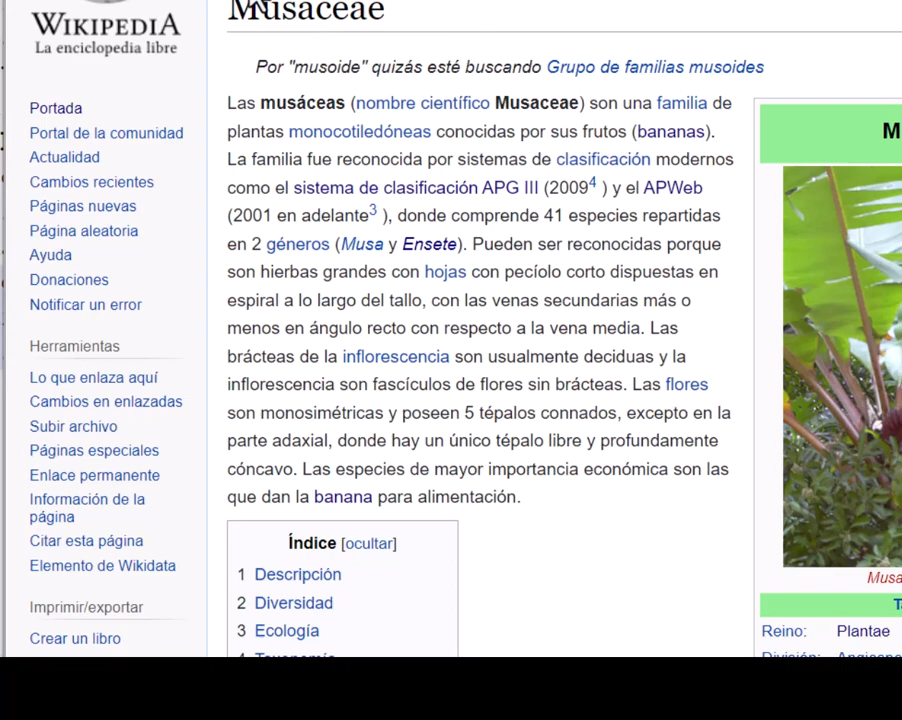 Musaceae
WIKIPEDIA
La enciclopedia libre
Portada
Portal de la comunidad
Actualidad
Cambios recientes
Páginas nuevas
Página aleatoria
Ayuda
Donaciones
Notificar un error
Herramientas
Lo que enlaza aquí
Cambios en enlazadas
Subir archivo
Páginas especiales
Enlace permanente
Información de la
página
Citar esta página
Elemento de Wikidata
Imprimir/exportar
Crear un libro
Por "musoide" quizás esté buscando Grupo de familias musoides
Las musáceas (nombre científico Musaceae) son una familia de
plantas monocotiledóneas conocidas por sus frutos (bananas).
La familia fue reconocida por sistemas de clasificación modernos
como el sistema de clasificación APG III (2009⁴ ) y el APWeb
(2001 en adelante³ ), donde comprende 41 especies repartidas
en 2 géneros (Musa y Ensete). Pueden ser reconocidas porque
son hierbas grandes con hojas con pecíolo corto dispuestas en
espiral a lo largo del tallo, con las venas secundarias más o
menos en ángulo recto con respecto a la vena media. Las
brácteas de la inflorescencia son usualmente deciduas y la
inflorescencia son fascículos de flores sin brácteas. Las flores
son monosimétricas y poseen 5 tépalos connados, excepto en la
parte adaxial, donde hay un único tépalo libre y profundamente
cóncavo. Las especies de mayor importancia económica son las
que dan la banana para alimentación.
Índice [ocultar]
1 Descripción
2 Diversidad
3 Ecología
4 Taxonomía
M
Musa
T
Reino: Plantae
División: